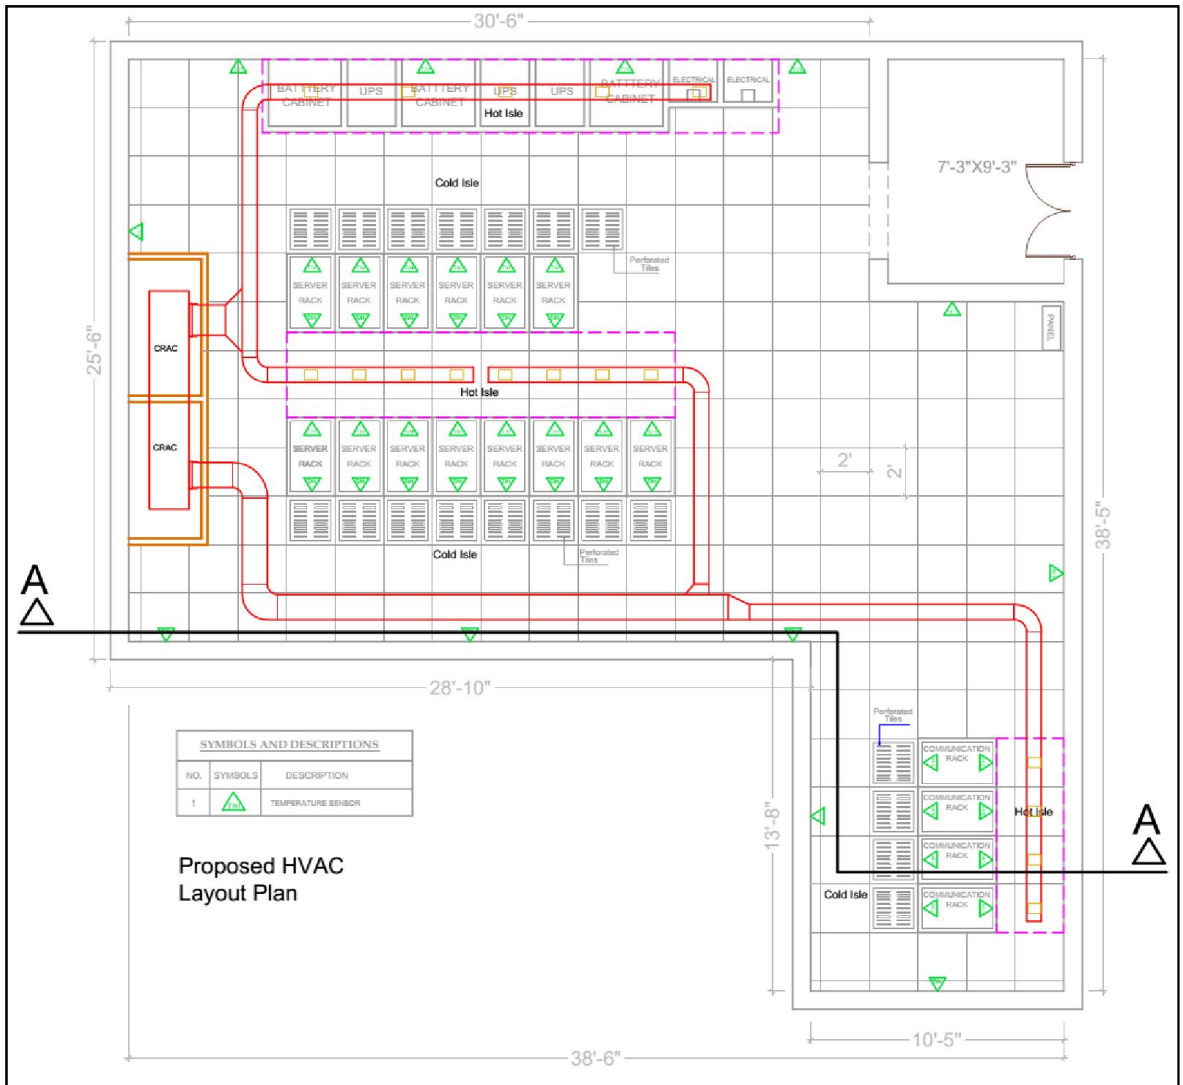 30'-6"
BATTTERY
CABINET
UPS
BATTTERY
CABINET
UPS
UPS
BATTTERY
CABINET
ELECTRICAL
ELECTRICAL
Hot Isle
7'-3"X9'-3"
Cold Isle
Perforated
Tiles
SERVER
RACK
SERVER
RACK
SERVER
RACK
SERVER
RACK
SERVER
RACK
SERVER
RACK
PANEL
25'-6"
CRAC
Hot Isle
CRAC
SERVER
RACK
SERVER
RACK
SERVER
RACK
SERVER
RACK
SERVER
RACK
SERVER
RACK
SERVER
RACK
SERVER
RACK
2'
2'
38'-5"
Cold Isle
Perforated
Tiles
A
28'-10"
Perforated
Tiles
SYMBOLS AND DESCRIPTIONS
NO. SYMBOLS DESCRIPTION
1 TEMPERATURE SENSOR
COMMUNICATION
RACK
COMMUNICATION
RACK
Hot Isle
13'-8"
A
COMMUNICATION
RACK
Cold Isle
COMMUNICATION
RACK
Proposed HVAC
Layout Plan
10'-5"
38'-6"